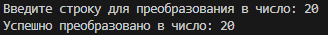 Введите строку для преобразования в число: 20
Успешно преобразовано в число: 20